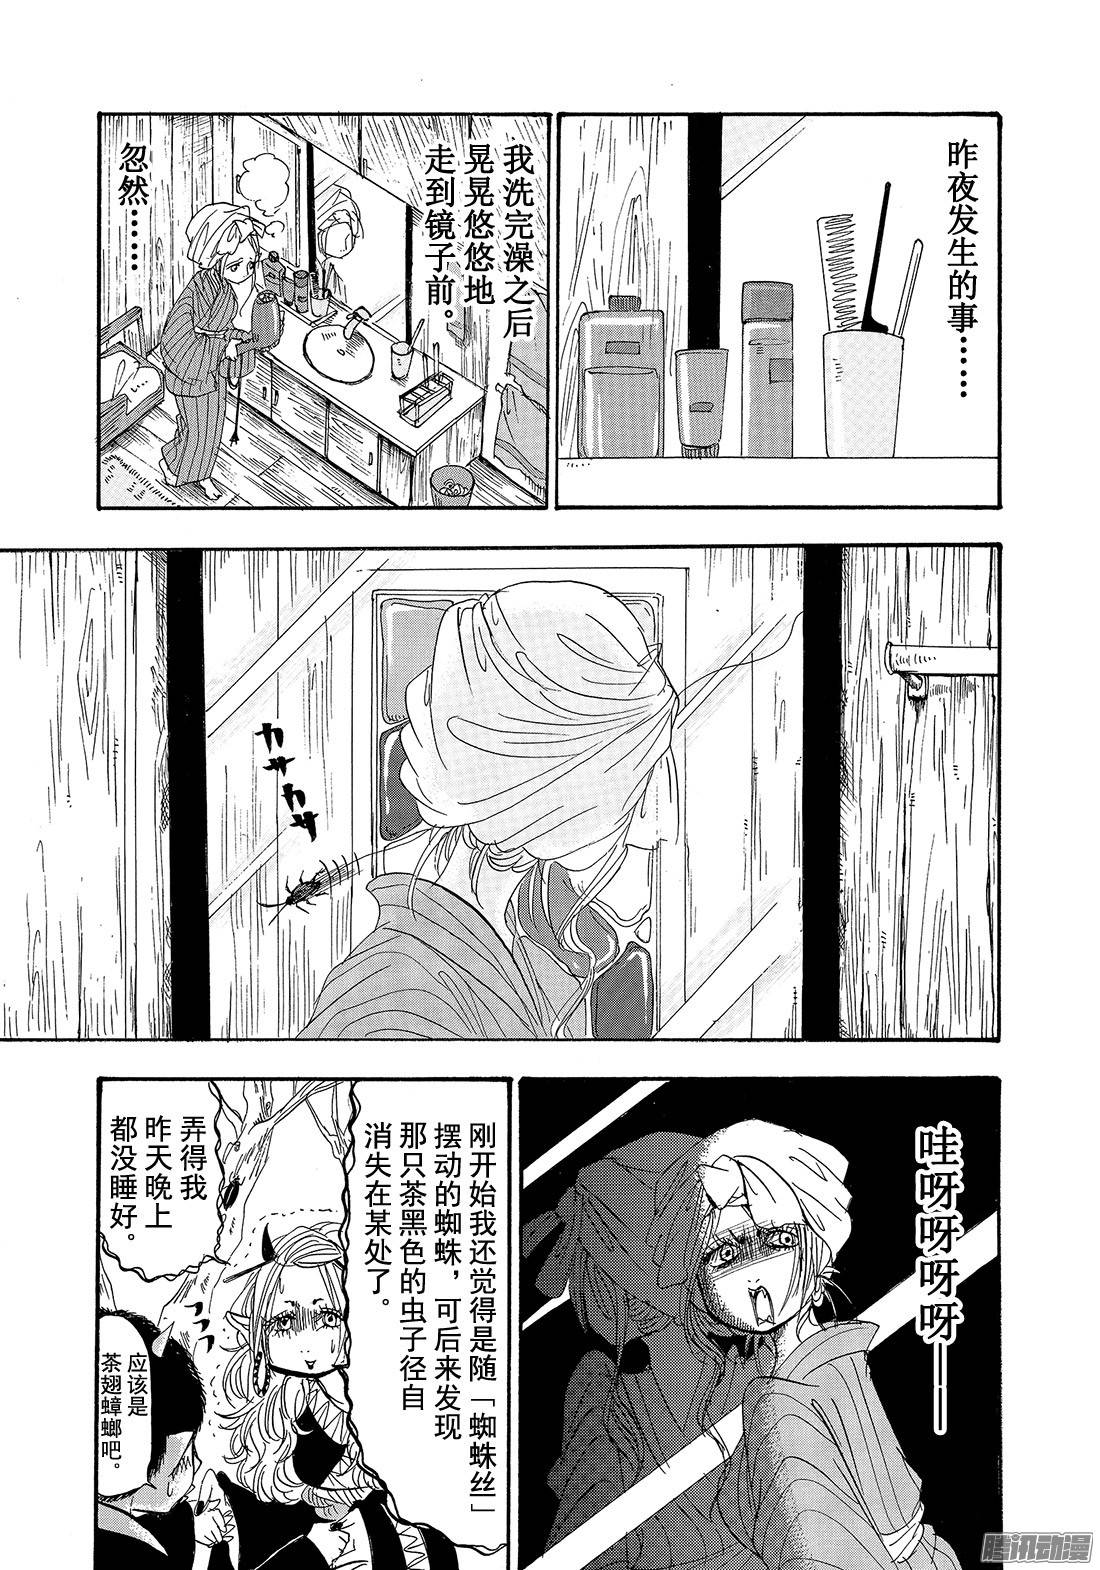 昨夜发生的事……
我洗完澡之后
晃晃悠悠地
走到镜子前。
忽然……
カサカサ
哇呀呀呀呀——
刚开始我还觉得是随「蜘蛛丝」
摆动的蜘蛛，可后来发现
那只茶黑色的虫子径自
消失在某处了。
弄得我
昨天晚上
都没睡好。
应该是
茶翅蟑螂吧。
腾讯动漫